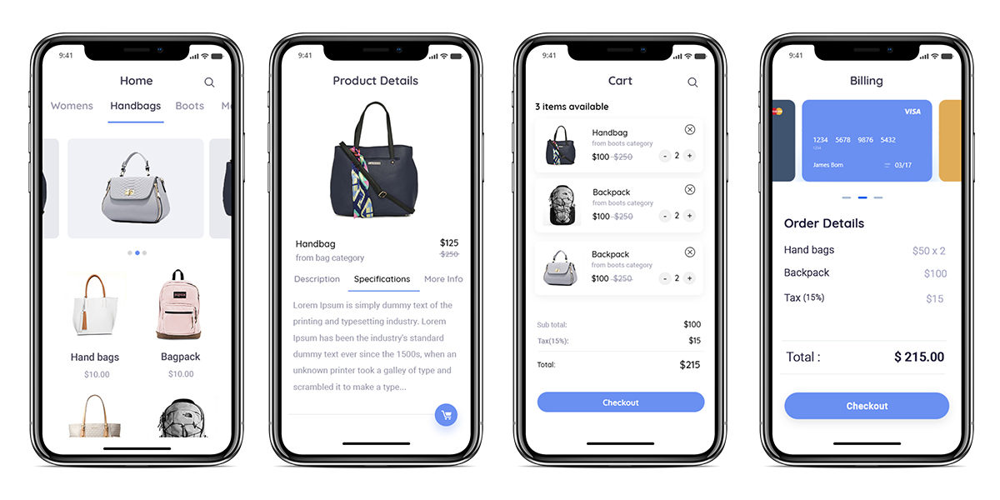 9:41
Home
Womens Handbags Boots Mo
Hand bags Bagpack
$10.00 $10.00
9:41
Product Details
Handbag $125
from bag category $250
Description Specifications More Info
Lorem Ipsum is simply dummy text of the
printing and typesetting industry. Lorem
Ipsum has been the industry's standard
dummy text ever since the 1500s, when an
unknown printer took a galley of type and
scrambled it to make a type...
9:41
Cart
3 items available
Handbag
from boots category
$100 $250 - 2 +
Backpack
from boots category
$100 $250 - 2 +
Backpack
from boots category
$100 $250 - 2 +
Sub total: $100
Tax(15%): $15
Total: $215
Checkout
9:41
Billing
VISA
1234 5678 9876 5432
1234
James Born 03/17
Order Details
Hand bags $50 x 2
Backpack $100
Tax (15%) $15
Total : $ 215.00
Checkout